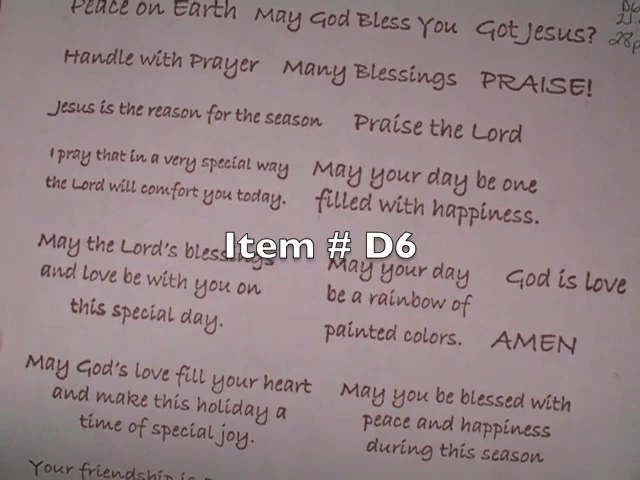 Peace on Earth May God Bless You Got Jesus?
D6
Handle with Prayer Many Blessings PRAISE!
Jesus is the reason for the season Praise the Lord
I pray that in a very special way
the Lord will comfort you today.
May your day be one
filled with happiness.
Item # D6
May the Lord's blessings
and love be with you on
this special day.
May your day
be a rainbow of
painted colors.
God is love
AMEN
May God's love fill your heart
and make this holiday a
time of special joy.
May you be blessed with
peace and happiness
during this season
Your friendship is